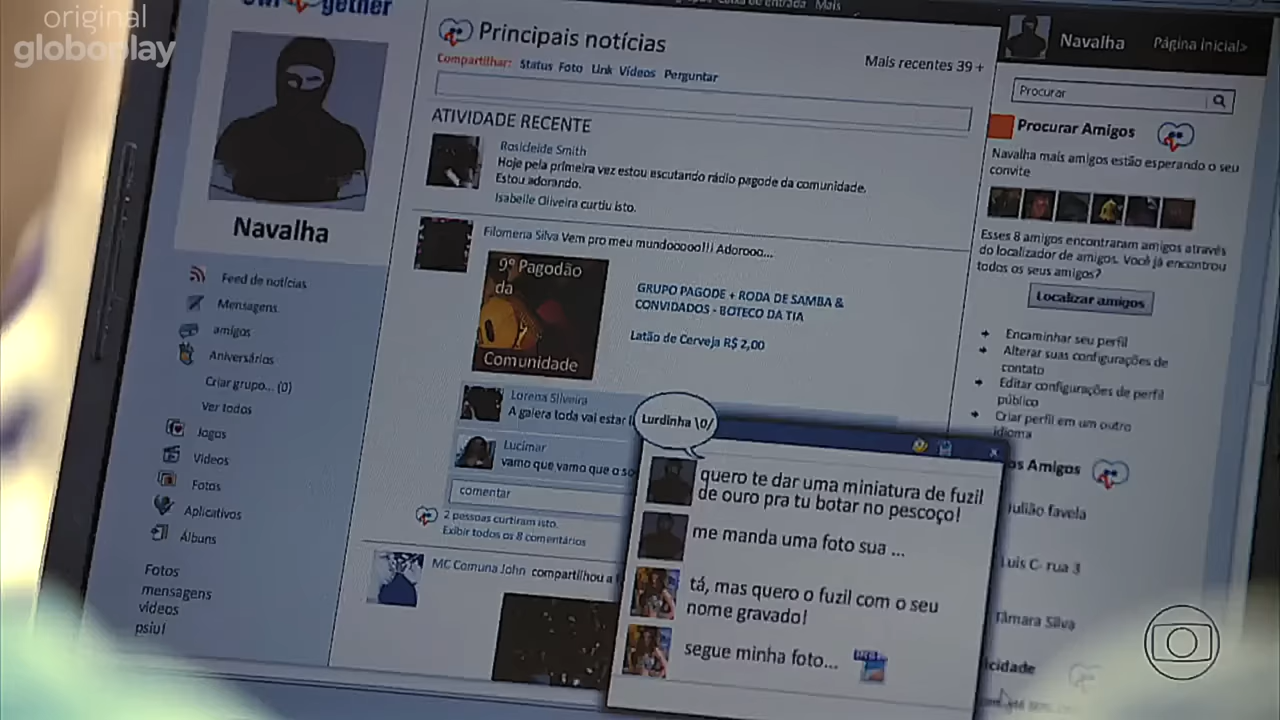 original
globoplay
gether
Mais
Navalha
Feed de notícias
Mensagens
amigos
Aniversários
Criar grupo... (0)
Ver todos
Jogos
Vídeos
Fotos
Aplicativos
Álbuns
Fotos
mensagens
videos
psiu!
Principais notícias
Mais recentes 39 +
Compartilhar: Status Foto Link Vídeos Perguntar
ATIVIDADE RECENTE
Rosicleide Smith
Hoje pela primeira vez estou escutando rádio pagode da comunidade.
Estou adorando.
Isabelle Oliveira curtiu isto.
Filomena Silva Vem pro meu mundoooooo!!! Adorooo...
9º Pagodão
da
Comunidade
GRUPO PAGODE + RODA DE SAMBA &
CONVIDADOS - BOTECO DA TIA
Latão de Cerveja R$ 2,00
Lorena Silveira
A galera toda vai estar
Lucimar
vamo que vamo que o
comentar
2 pessoas curtiram isto.
Exibir todos os 8 comentários
MC Comuna John compartilhou a
Lurdinha \o/
quero te dar uma miniatura de fuzil
de ouro pra tu botar no pescoço!
me manda uma foto sua ...
tá, mas quero o fuzil com o seu
nome gravado!
segue minha foto...
Navalha Página Inicial>
Procurar
Procurar Amigos
Navalha mais amigos estão esperando o seu
convite
Esses 8 amigos encontraram amigos através
do localizador de amigos. Você já encontrou
todos os seus amigos?
Localizar amigos
Encaminhar seu perfil
Alterar suas configurações de
contato
Editar configurações de perfil
público
Criar perfil em um outro
idioma
os Amigos
Julião favela
Luis C- rua 3
Tâmara Silva
icidade